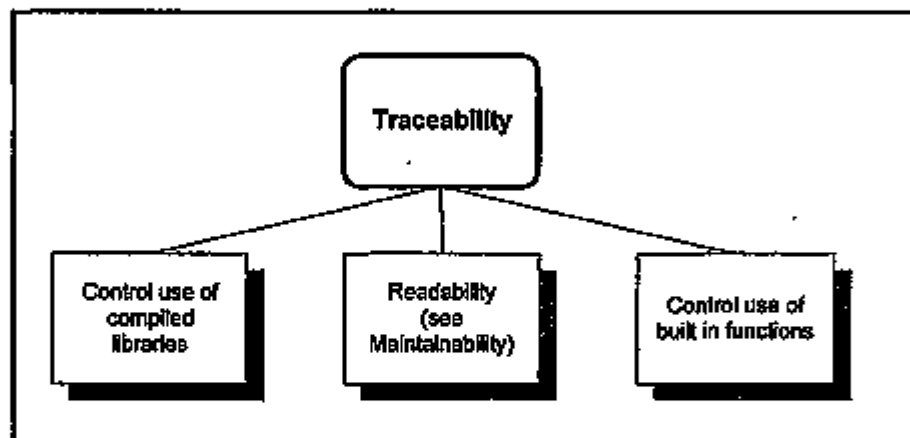 Traceability
Control use of
compiled
libraries
Readability
(see
Maintainability)
Control use of
built in functions